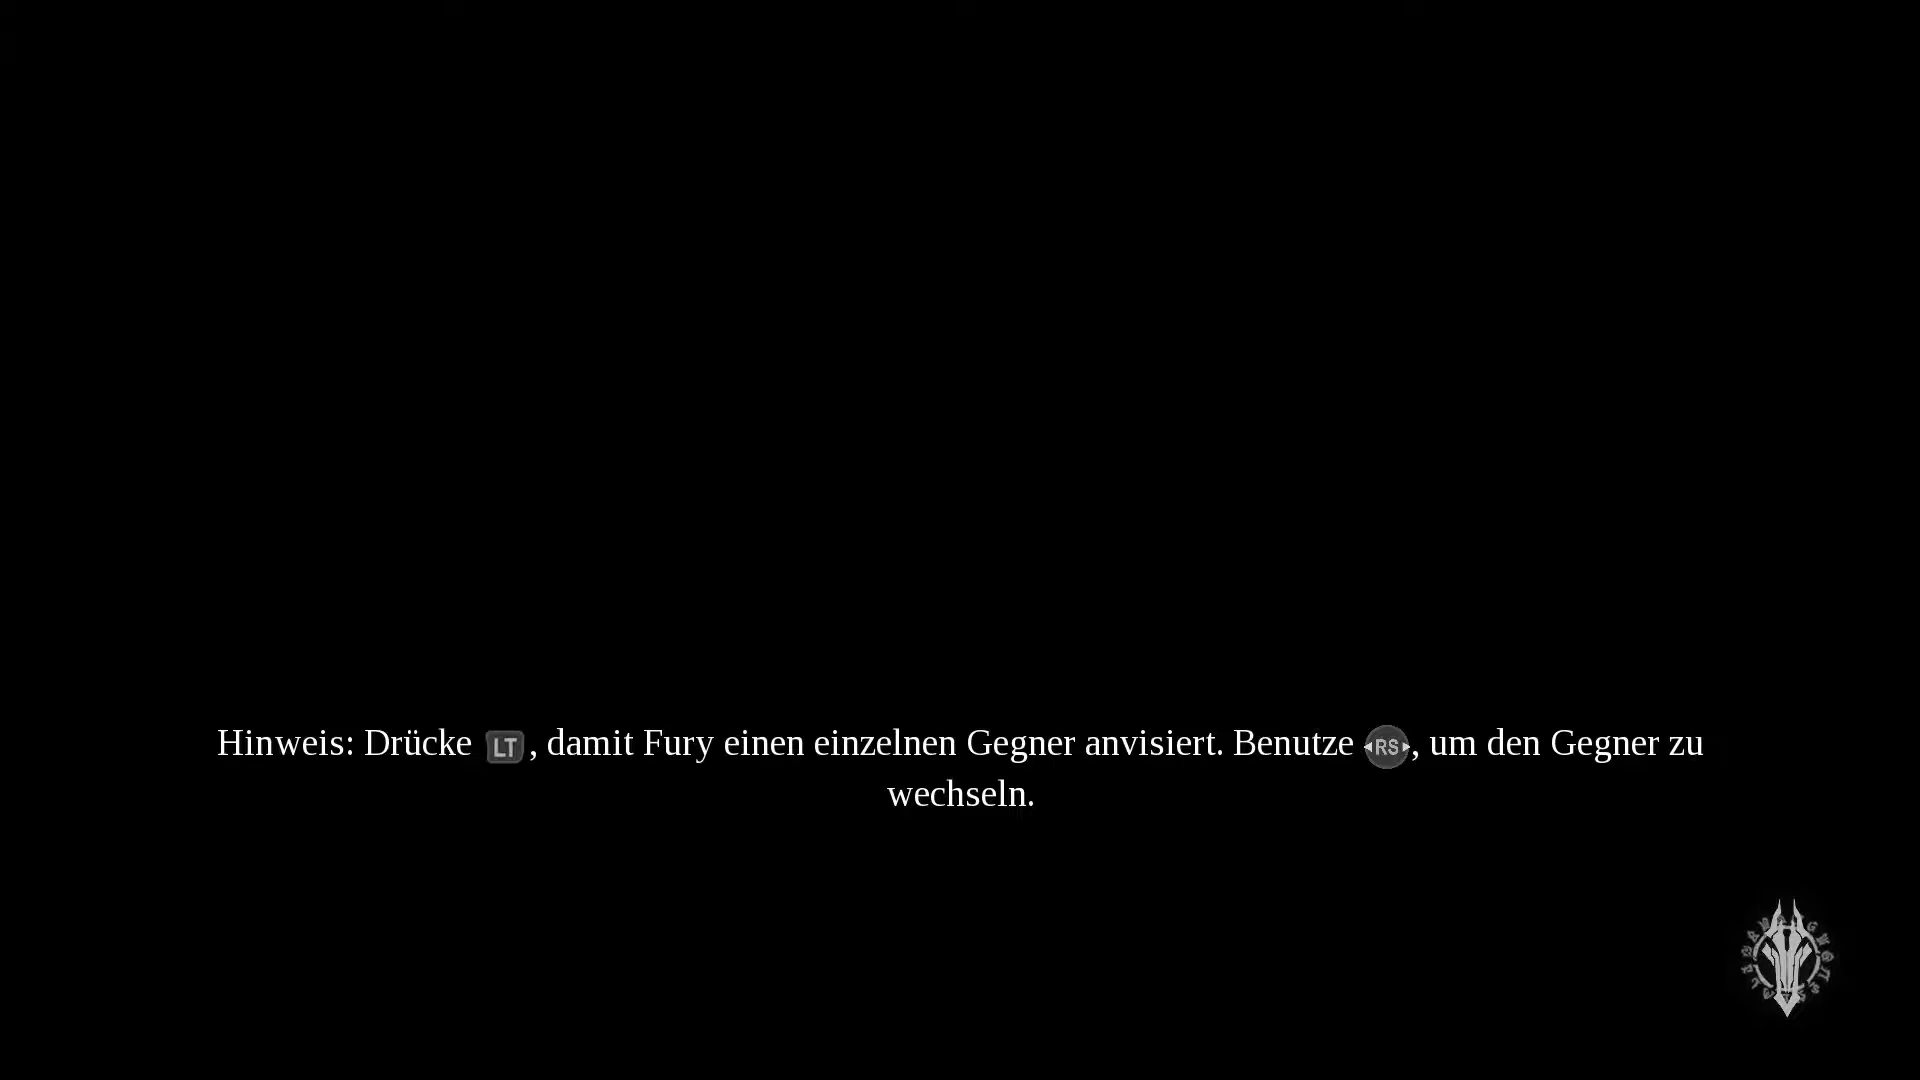 Hinweis: Drücke LT, damit Fury einen einzelnen Gegner anvisiert. Benutze RS, um den Gegner zu
wechseln.